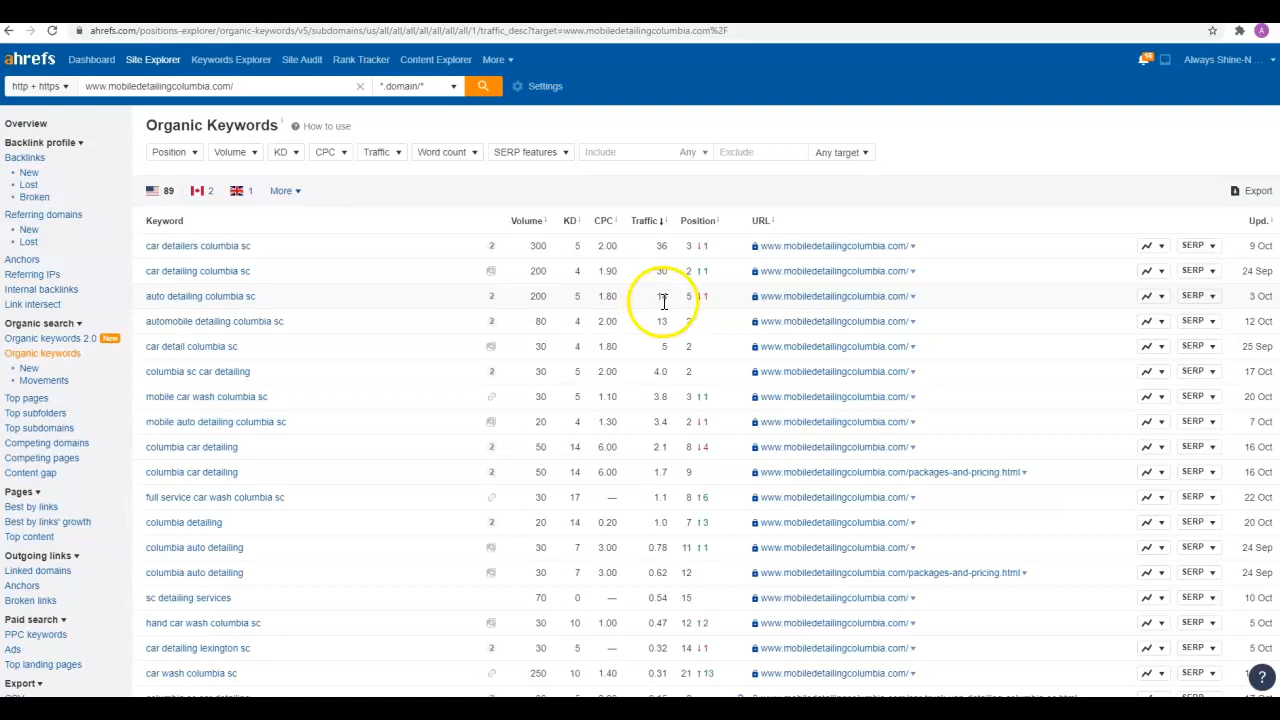 ahrefs.com/positions-explorer/organic-keywords/v5/subdomains/us/all/all/all/all/all/all/1/traffic_desc?target=www.mobiledetailingcolumbia.com%2F
A
ahrefs Dashboard Site Explorer Keywords Explorer Site Audit Rank Tracker Content Explorer More Always Shine-N ...
http + https www.mobiledetailingcolumbia.com/ *.domain/* Settings
Overview
Backlink profile
Backlinks
New
Lost
Broken
Referring domains
New
Lost
Anchors
Referring IPs
Internal backlinks
Link intersect
Organic search
Organic keywords 2.0 New
Organic keywords
New
Movements
Top pages
Top subfolders
Top subdomains
Competing domains
Competing pages
Content gap
Pages
Best by links
Best by links' growth
Top content
Outgoing links
Linked domains
Anchors
Broken links
Paid search
PPC keywords
Ads
Top landing pages
Export
Organic Keywords i ? How to use
Position Volume KD CPC Traffic Word count SERP features Include Any Exclude Any target
89 2 1 More Export
Keyword Volume KD CPC Traffic Position URL Upd.
car detailers columbia sc 2 300 5 2.00 36 3 ↓1 www.mobiledetailingcolumbia.com/ SERP 9 Oct
car detailing columbia sc 200 4 1.90 30 2 ↑1 www.mobiledetailingcolumbia.com/ SERP 24 Sep
auto detailing columbia sc 2 200 5 1.80 5 ↓1 www.mobiledetailingcolumbia.com/ SERP 3 Oct
automobile detailing columbia sc 2 80 4 2.00 13 2 www.mobiledetailingcolumbia.com/ SERP 12 Oct
car detail columbia sc 30 4 1.80 5 2 www.mobiledetailingcolumbia.com/ SERP 25 Sep
columbia sc car detailing 2 30 5 2.00 4.0 2 www.mobiledetailingcolumbia.com/ SERP 17 Oct
mobile car wash columbia sc 30 5 1.10 3.8 3 ↑1 www.mobiledetailingcolumbia.com/ SERP 20 Oct
mobile auto detailing columbia sc 20 4 1.30 3.4 2 ↓1 www.mobiledetailingcolumbia.com/ SERP 7 Oct
columbia car detailing 2 50 14 6.00 2.1 8 ↓4 www.mobiledetailingcolumbia.com/ SERP 16 Oct
columbia car detailing 2 50 14 6.00 1.7 9 www.mobiledetailingcolumbia.com/packages-and-pricing.html SERP 16 Oct
full service car wash columbia sc 30 17 — 1.1 8 ↑6 www.mobiledetailingcolumbia.com/ SERP 22 Oct
columbia detailing 2 20 14 0.20 1.0 7 ↑3 www.mobiledetailingcolumbia.com/ SERP 20 Oct
columbia auto detailing 30 7 3.00 0.78 11 ↑1 www.mobiledetailingcolumbia.com/ SERP 24 Sep
columbia auto detailing 30 7 3.00 0.62 12 www.mobiledetailingcolumbia.com/packages-and-pricing.html SERP 24 Sep
sc detailing services 70 0 — 0.54 15 www.mobiledetailingcolumbia.com/ SERP 10 Oct
hand car wash columbia sc 30 10 1.00 0.47 12 ↑2 www.mobiledetailingcolumbia.com/ SERP 5 Oct
car detailing lexington sc 2 30 5 — 0.32 14 ↓1 www.mobiledetailingcolumbia.com/ SERP 5 Oct
car wash columbia sc 250 10 1.40 0.31 21 ↑13 www.mobiledetailingcolumbia.com/ SERP
?